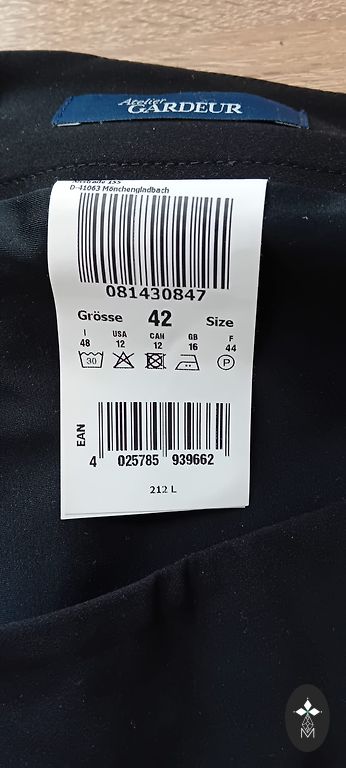 Atelier
GARDEUR
D-41063 Mönchengladbach
081430847
Grösse 42 Size
I USA CAN GB F
48 12 12 16 44
30 P
EAN
4 025785 939662
212 L
M